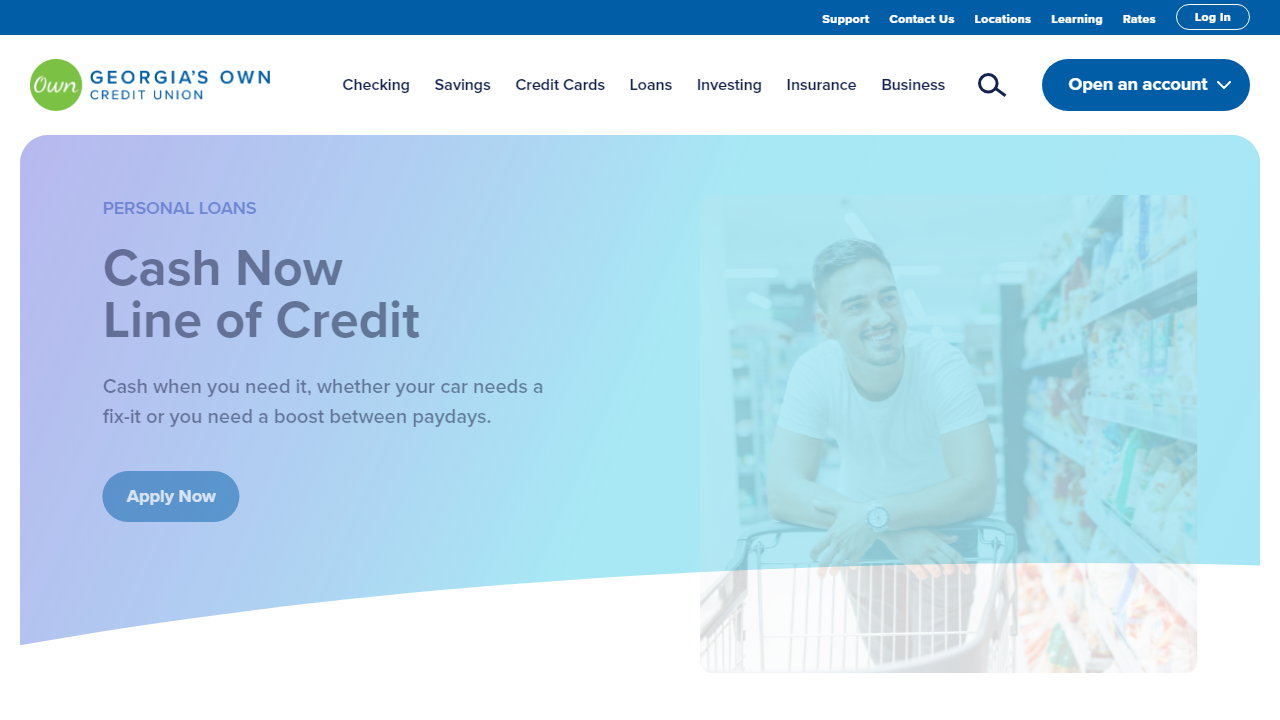 Support Contact Us Locations Learning Rates Log In
Own GEORGIA'S OWN
CREDIT UNION
Checking Savings Credit Cards Loans Investing Insurance Business Open an account
PERSONAL LOANS
Cash Now
Line of Credit
Cash when you need it, whether your car needs a
fix-it or you need a boost between paydays.
Apply Now